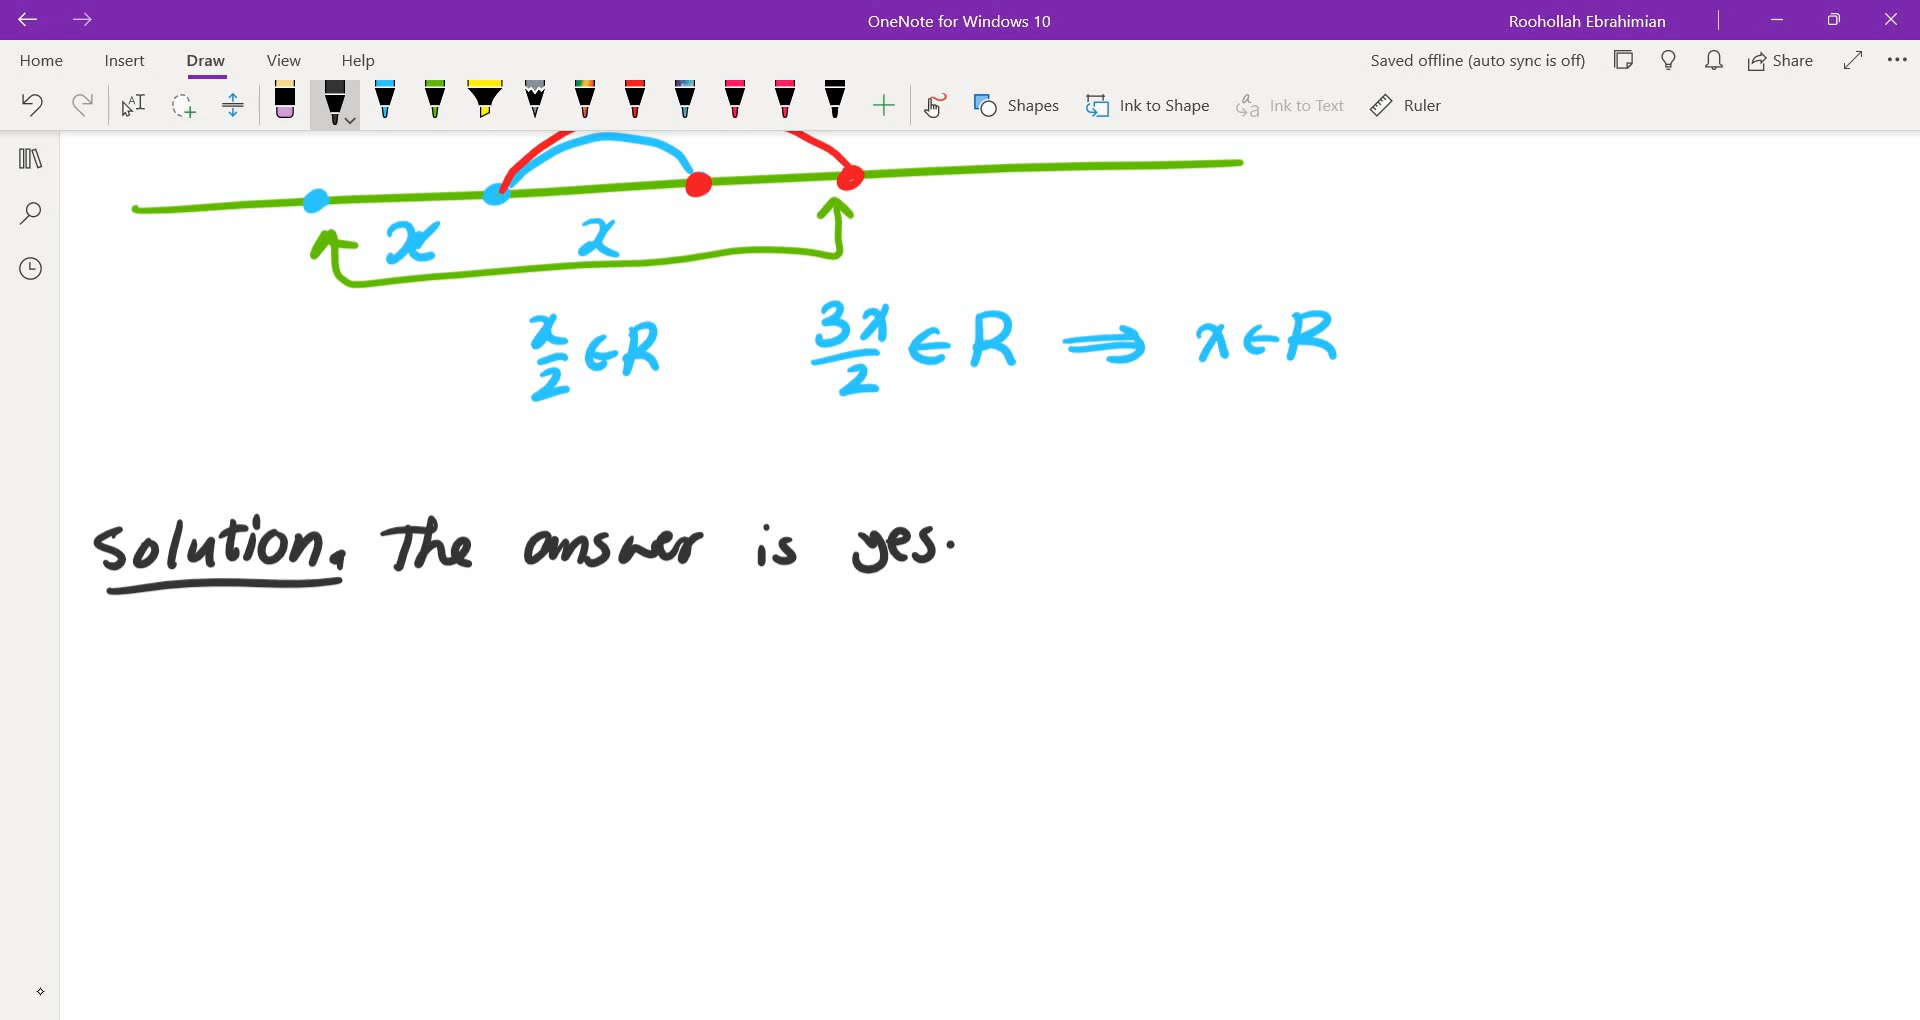 OneNote for Windows 10
Roohollah Ebrahimian
Home Insert Draw View Help
Saved offline (auto sync is off) Share
Shapes Ink to Shape Ink to Text Ruler
x x
x/2 ∈ R 3x/2 ∈ R ⟹ x ∈ R
Solution. The answer is yes.